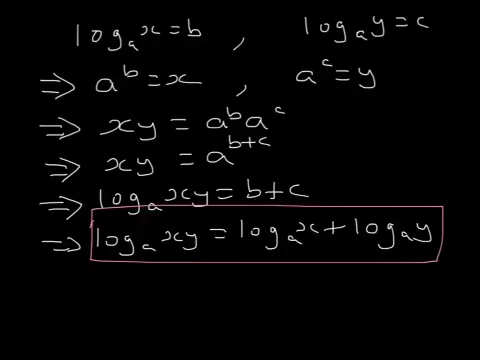 logₐx = b , logₐy = c
⇒ aᵇ = x , aᶜ = y
⇒ xy = aᵇaᶜ
⇒ xy = aᵇ⁺ᶜ
⇒ logₐxy = b+c
⇒ logₐxy = logₐx + logₐy